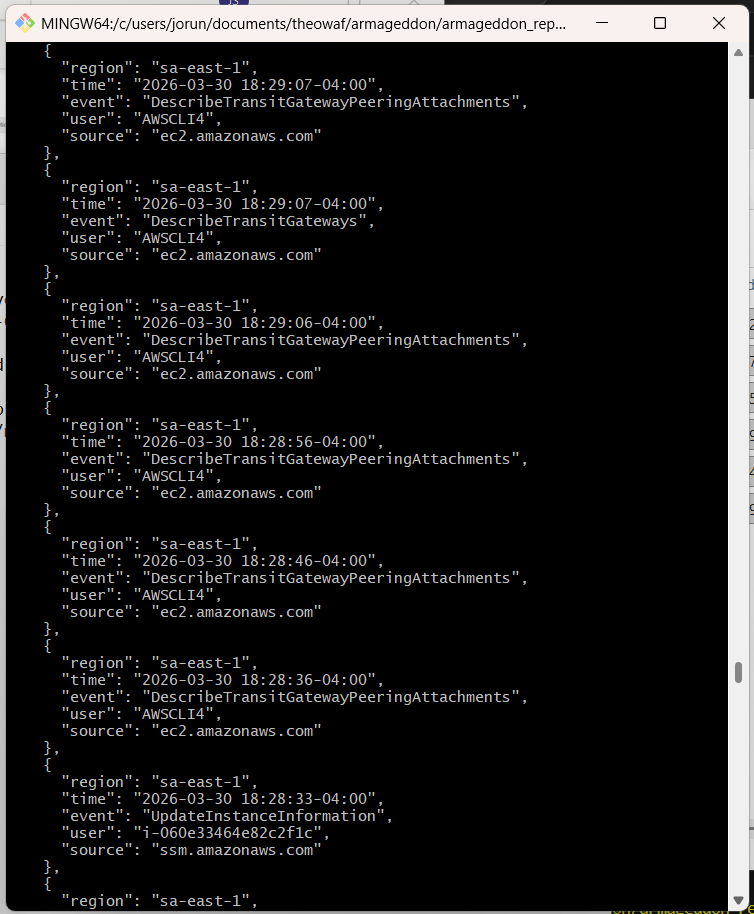 MINGW64:/c/users/jorun/documents/theowaf/armageddon/armageddon_rep...
{
"region": "sa-east-1",
"time": "2026-03-30 18:29:07-04:00",
"event": "DescribeTransitGatewayPeeringAttachments",
"user": "AWSCLI4",
"source": "ec2.amazonaws.com"
},
{
"region": "sa-east-1",
"time": "2026-03-30 18:29:07-04:00",
"event": "DescribeTransitGateways",
"user": "AWSCLI4",
"source": "ec2.amazonaws.com"
},
{
"region": "sa-east-1",
"time": "2026-03-30 18:29:06-04:00",
"event": "DescribeTransitGatewayPeeringAttachments",
"user": "AWSCLI4",
"source": "ec2.amazonaws.com"
},
{
"region": "sa-east-1",
"time": "2026-03-30 18:28:56-04:00",
"event": "DescribeTransitGatewayPeeringAttachments",
"user": "AWSCLI4",
"source": "ec2.amazonaws.com"
},
{
"region": "sa-east-1",
"time": "2026-03-30 18:28:46-04:00",
"event": "DescribeTransitGatewayPeeringAttachments",
"user": "AWSCLI4",
"source": "ec2.amazonaws.com"
},
{
"region": "sa-east-1",
"time": "2026-03-30 18:28:36-04:00",
"event": "DescribeTransitGatewayPeeringAttachments",
"user": "AWSCLI4",
"source": "ec2.amazonaws.com"
},
{
"region": "sa-east-1",
"time": "2026-03-30 18:28:33-04:00",
"event": "UpdateInstanceInformation",
"user": "i-060e33464e82c2f1c",
"source": "ssm.amazonaws.com"
},
{
"region": "sa-east-1",